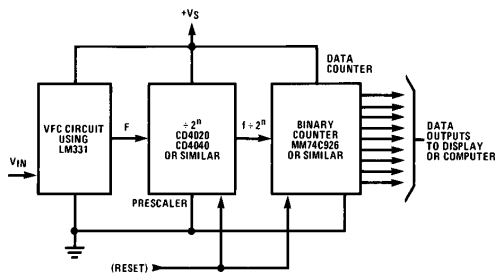 +VS
DATA
COUNTER
VFC CIRCUIT
USING
LM331
F
÷ 2ⁿ
CD4020
CD4040
OR SIMILAR
f ÷ 2ⁿ
BINARY
COUNTER
MM74C926
OR SIMILAR
DATA
OUTPUTS
TO DISPLAY
OR COMPUTER
VIN
PRESCALER
(RESET)